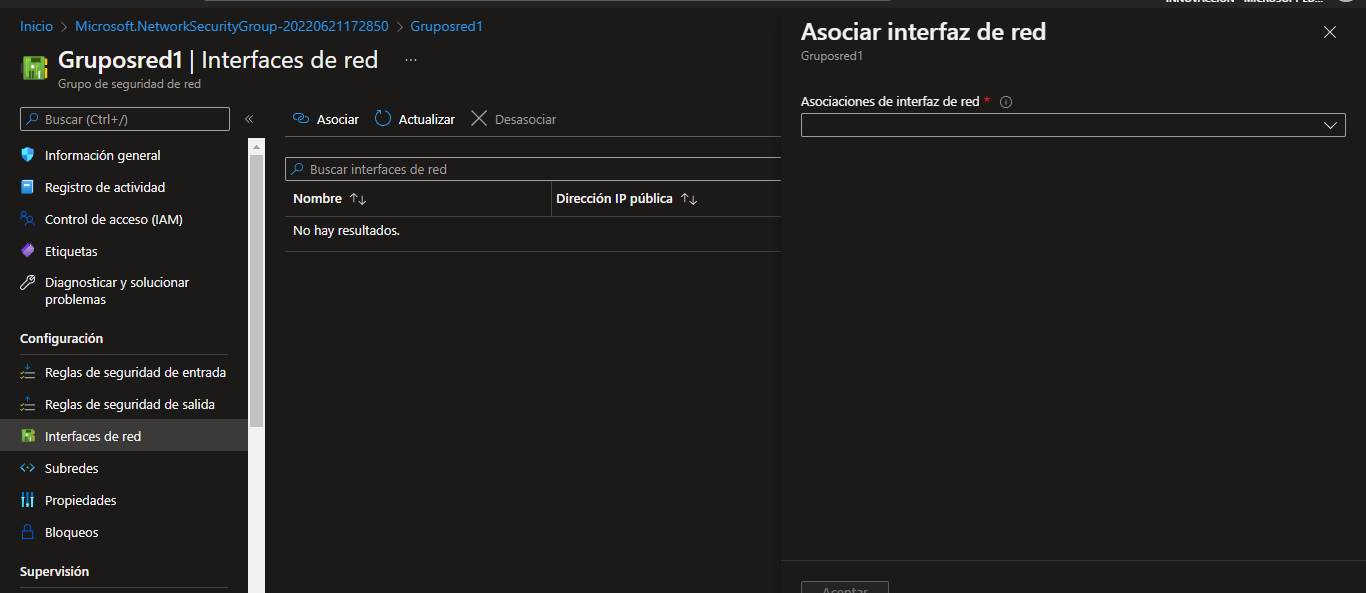 Inicio > Microsoft.NetworkSecurityGroup-20220621172850 > Gruposred1
Gruposred1 | Interfaces de red ...
Grupo de seguridad de red
Buscar (Ctrl+/)
«
Información general
Registro de actividad
Control de acceso (IAM)
Etiquetas
Diagnosticar y solucionar
problemas
Configuración
Reglas de seguridad de entrada
Reglas de seguridad de salida
Interfaces de red
Subredes
Propiedades
Bloqueos
Supervisión
Asociar Actualizar Desasociar
Buscar interfaces de red
Nombre ↑↓ Dirección IP pública ↑↓
No hay resultados.
Asociar interfaz de red
Gruposred1
Asociaciones de interfaz de red *
Aceptar